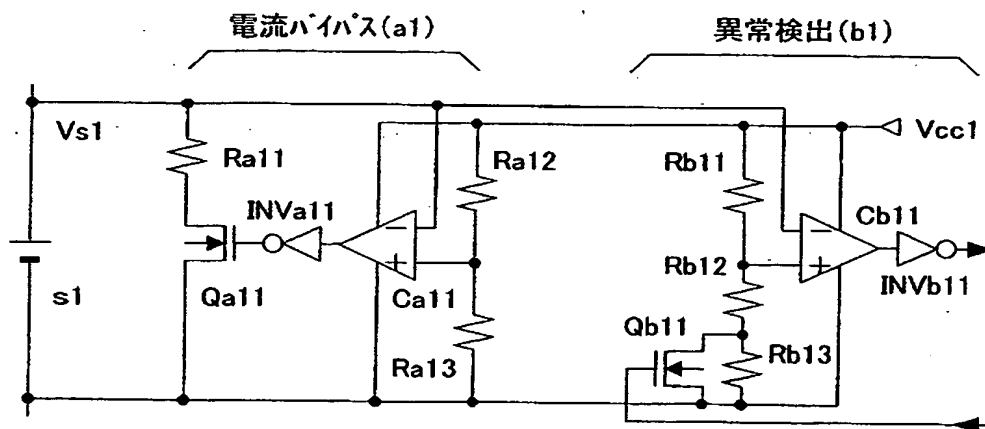 電流バイパス(a1)
異常検出(b1)
Vs1
Vcc1
Ra11
Ra12
Rb11
INVa11
Cb11
−
−
+
+
Rb12
INVb11
s1
Qa11
Ca11
Qb11
Ra13
Rb13